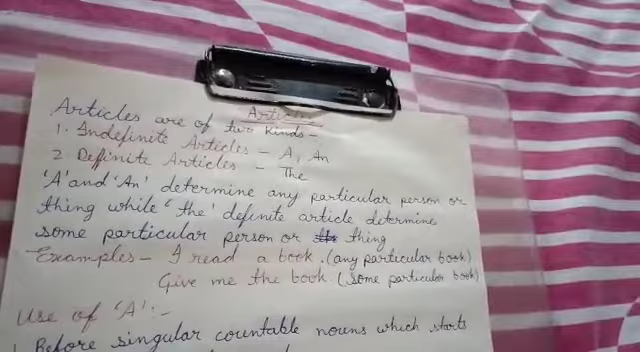 Articles
Articles are of two kinds-
1. Indefinite Articles - A, An
2 Deffinite Articles - The
'A' and 'An' determine any particular person or
thing while 'the' definite article determine
some particular person or thing
Examples - I read a book. (any particular book)
Give me the book. (some particular book)
Use of 'A':-
1. Before singular countable nouns which starts